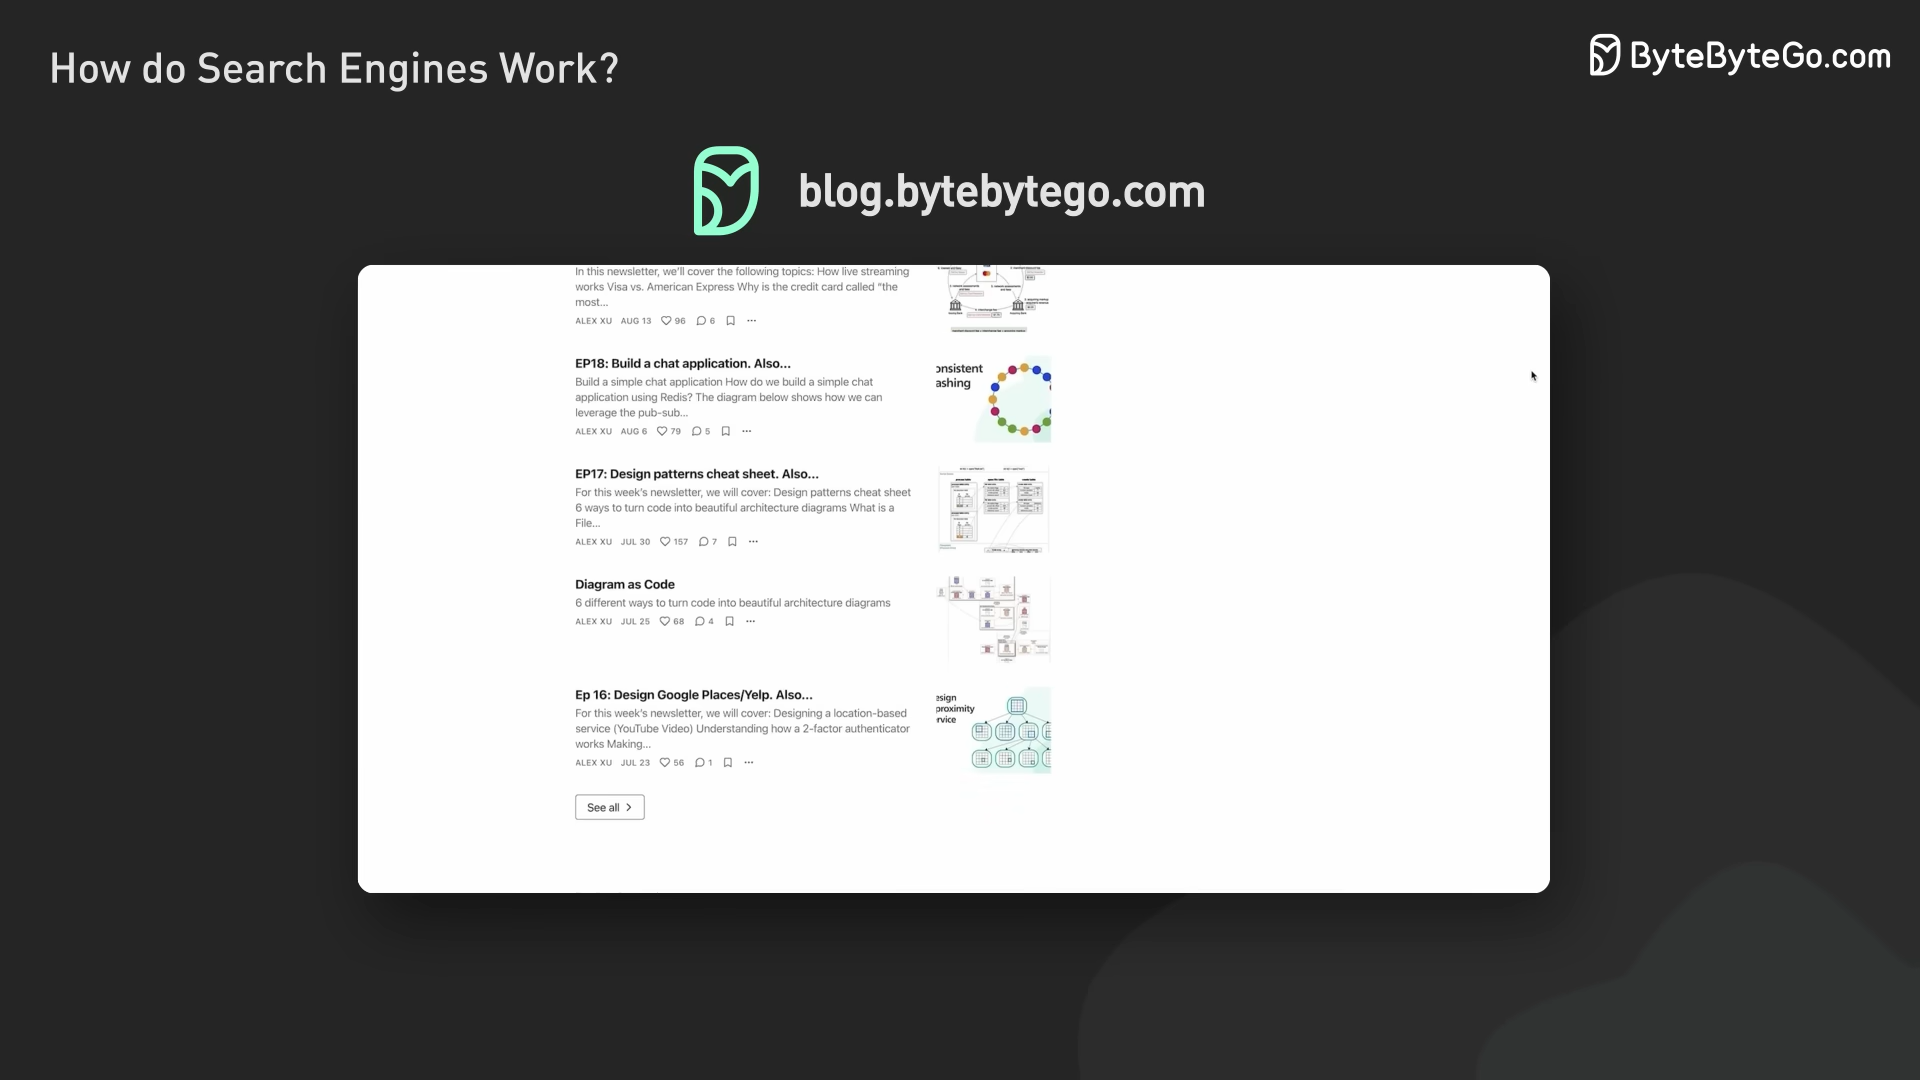 How do Search Engines Work?
ByteByteGo.com
blog.bytebytego.com
In this newsletter, we'll cover the following topics: How live streaming
works Visa vs. American Express Why is the credit card called “the
most...
ALEX XU AUG 13 96 6
EP18: Build a chat application. Also...
Build a simple chat application How do we build a simple chat
application using Redis? The diagram below shows how we can
leverage the pub-sub...
ALEX XU AUG 6 79 5
onsistent
ashing
EP17: Design patterns cheat sheet. Also...
For this week's newsletter, we will cover: Design patterns cheat sheet
6 ways to turn code into beautiful architecture diagrams What is a
File...
ALEX XU JUL 30 157 7
Diagram as Code
6 different ways to turn code into beautiful architecture diagrams
ALEX XU JUL 25 68 4
Ep 16: Design Google Places/Yelp. Also...
For this week's newsletter, we will cover: Designing a location-based
service (YouTube Video) Understanding how a 2-factor authenticator
works Making...
ALEX XU JUL 23 56 1
esign
proximity
ervice
See all